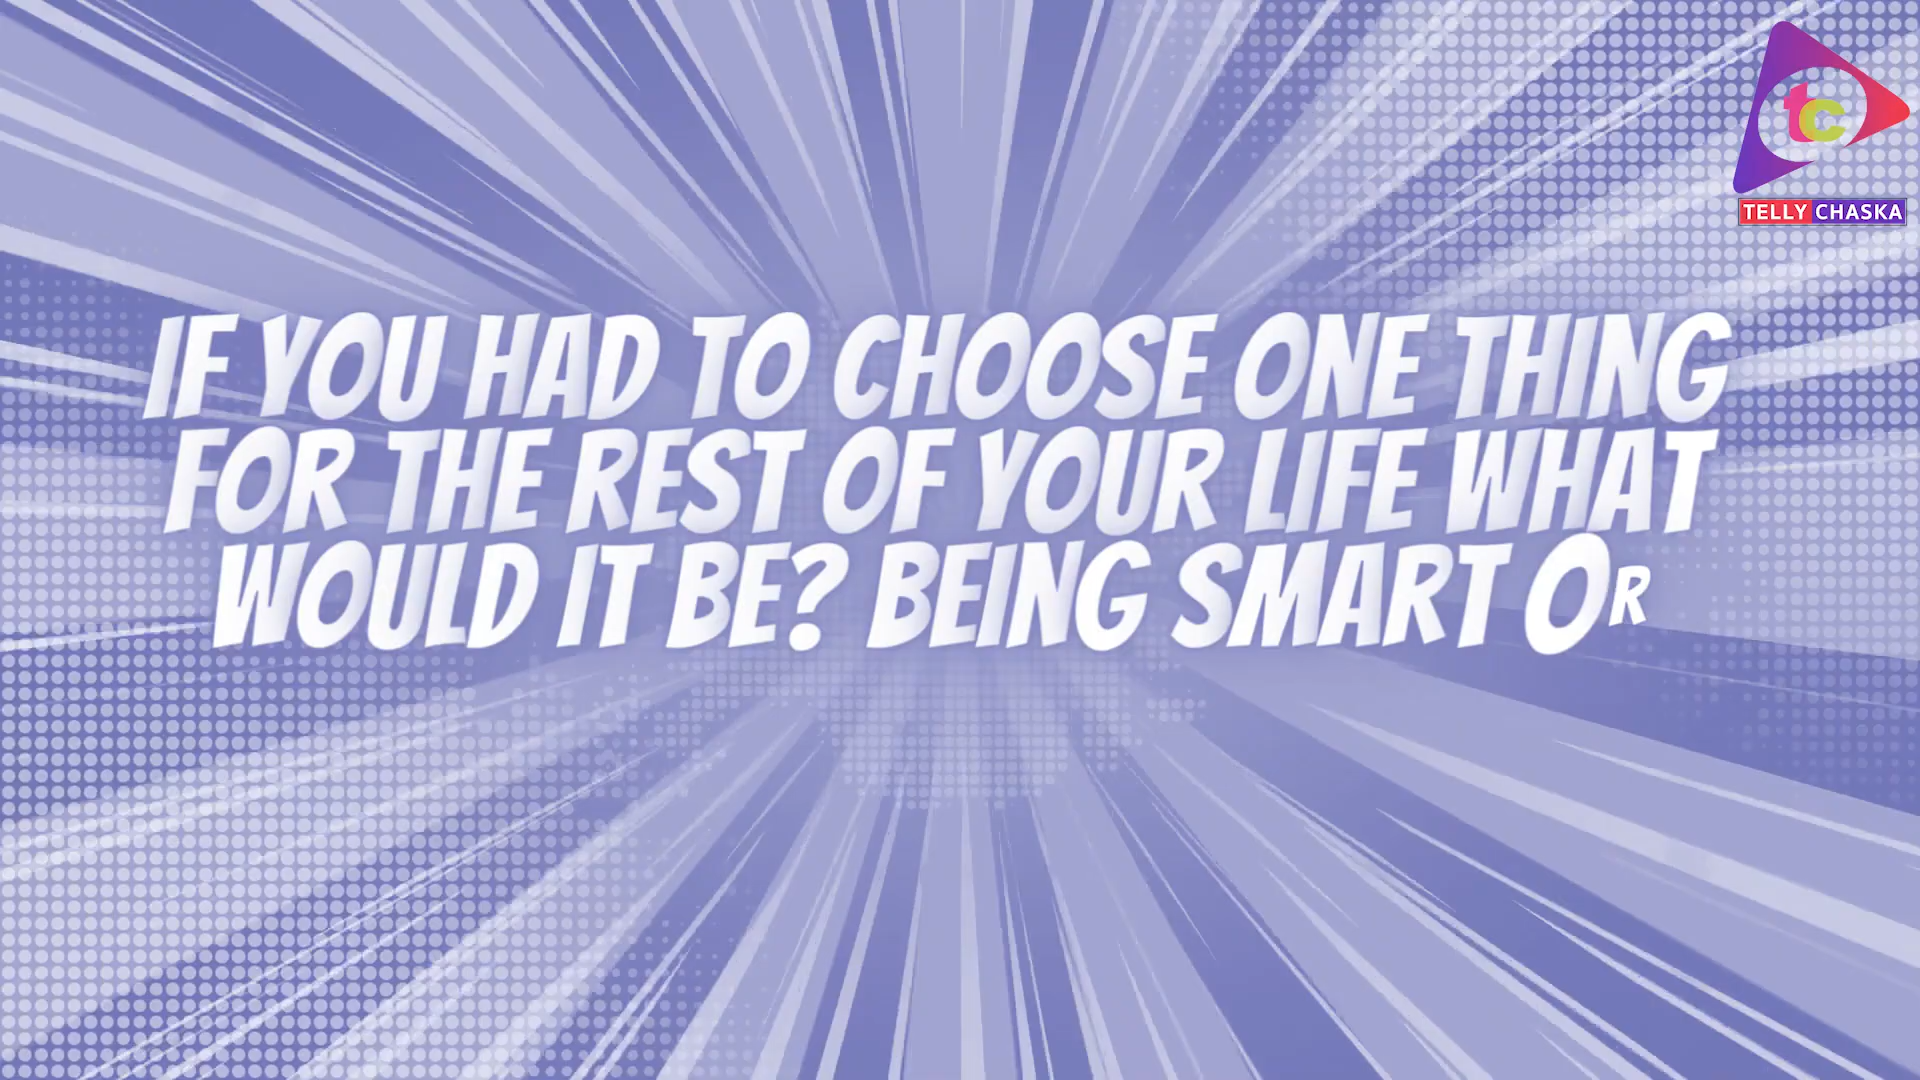 tc
TELLY CHASKA
IF YOU HAD TO CHOOSE ONE THING
FOR THE REST OF YOUR LIFE WHAT
WOULD IT BE? BEING SMART OR